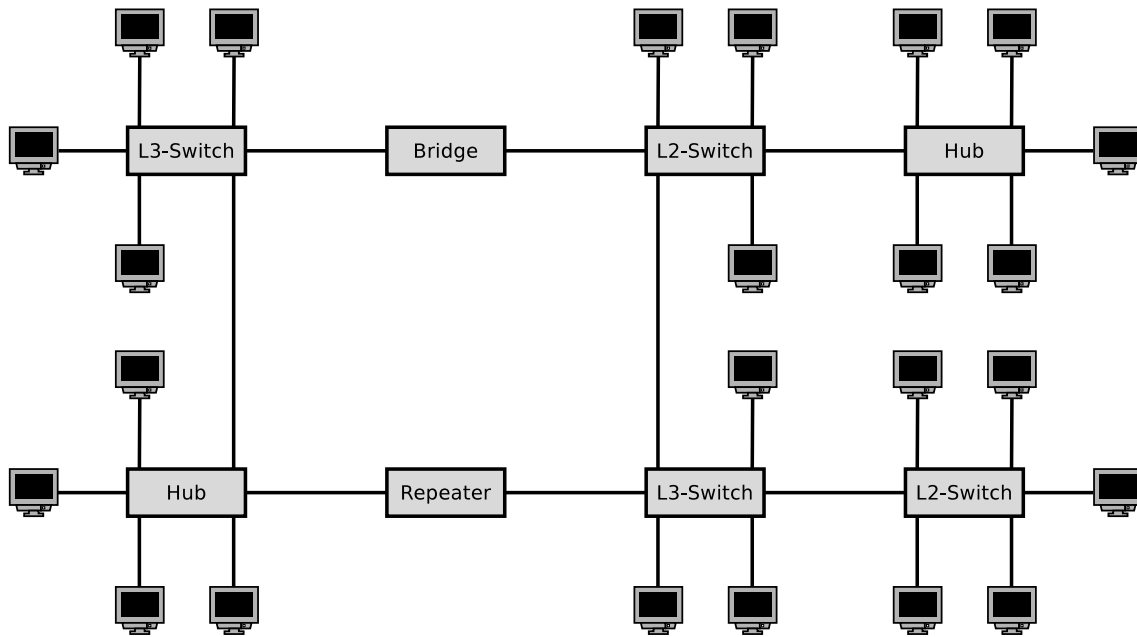 L3-Switch
Bridge
L2-Switch
Hub
Hub
Repeater
L3-Switch
L2-Switch